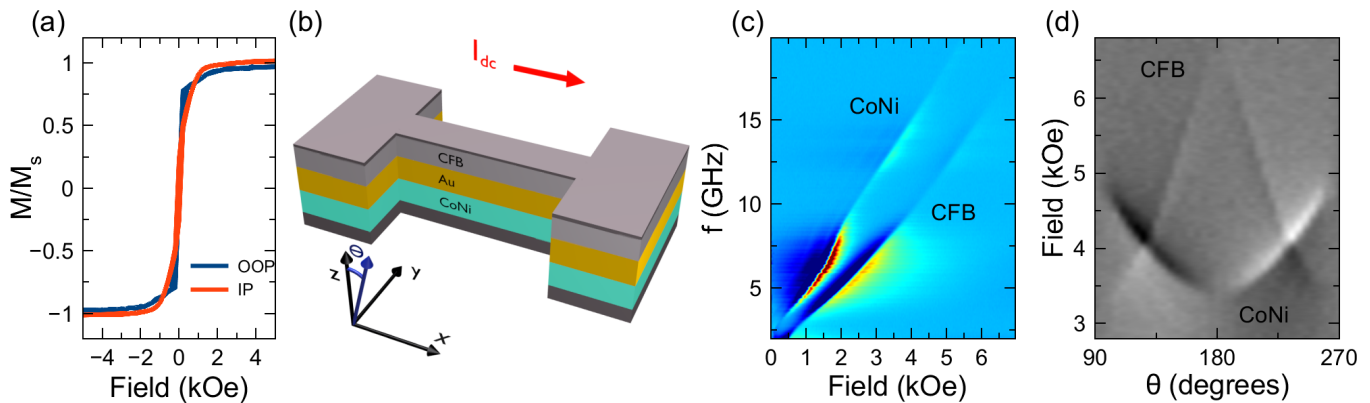 (a)
M/Ms
1
0.5
0
−0.5
−1
OOP
IP
−4 −2 0 2 4
Field (kOe)
(b)
Idc
CFB
Au
CoNi
z
θ
y
x
(c)
f (GHz)
15
10
5
CoNi
CFB
0 1 2 3 4 5 6
Field (kOe)
(d)
Field (kOe)
6
5
4
3
CFB
CoNi
90 180 270
θ (degrees)